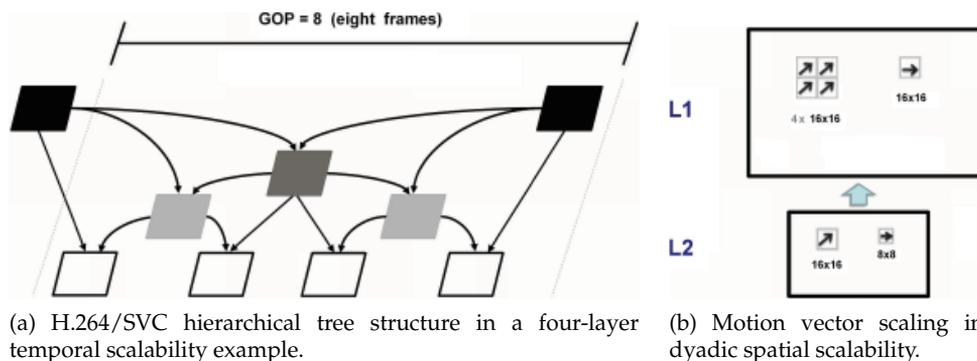 GOP = 8 (eight frames)
(a) H.264/SVC hierarchical tree structure in a four-layer
temporal scalability example.
L1
4x 16x16
16x16
L2
16x16
8x8
(b) Motion vector scaling in
dyadic spatial scalability.